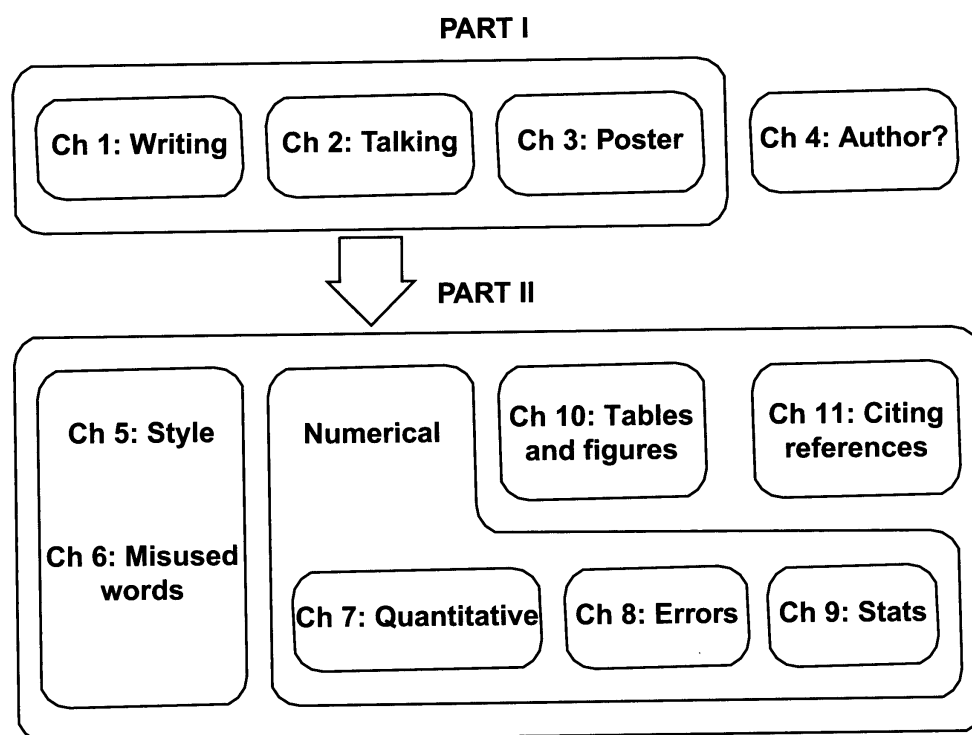 PART I
Ch 1: Writing
Ch 2: Talking
Ch 3: Poster
Ch 4: Author?
PART II
Ch 5: Style
Ch 6: Misused
words
Numerical
Ch 10: Tables
and figures
Ch 11: Citing
references
Ch 7: Quantitative
Ch 8: Errors
Ch 9: Stats